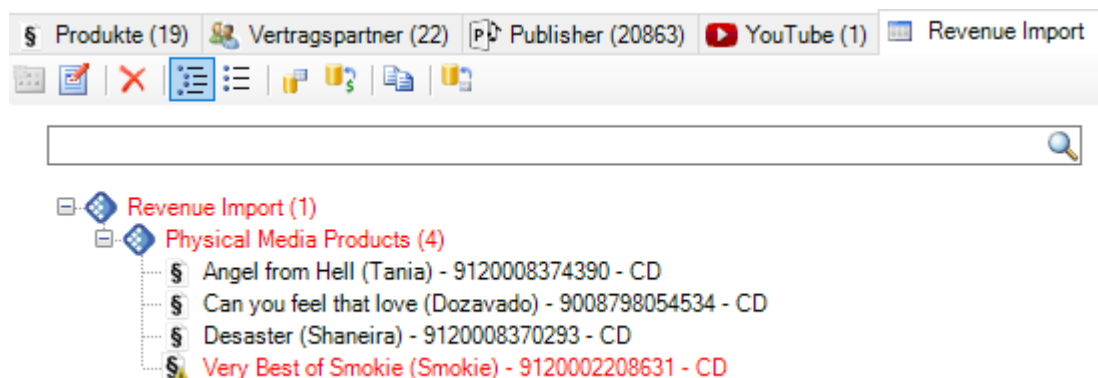 § Produkte (19) Vertragspartner (22) P Publisher (20863) YouTube (1) Revenue Import
Revenue Import (1)
Physical Media Products (4)
§ Angel from Hell (Tania) - 9120008374390 - CD
§ Can you feel that love (Dozavado) - 9008798054534 - CD
§ Desaster (Shaneira) - 9120008370293 - CD
§ Very Best of Smokie (Smokie) - 9120002208631 - CD